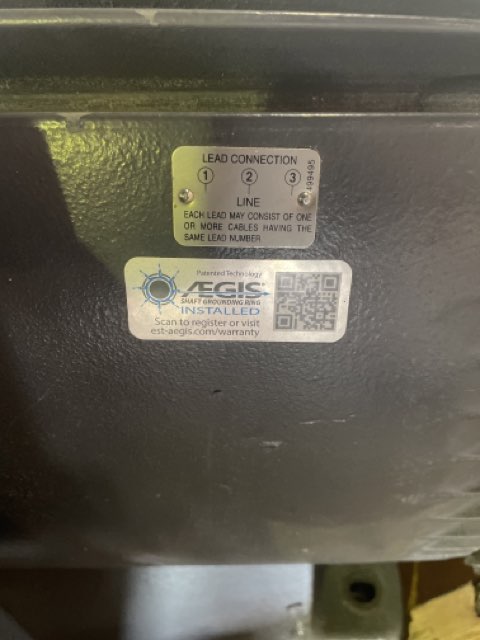 LEAD CONNECTION
1 2 3
LINE
EACH LEAD MAY CONSIST OF ONE
OR MORE CABLES HAVING THE
SAME LEAD NUMBER
499495
Patented Technology
ÆGIS
SHAFT GROUNDING RING
INSTALLED
Scan to register or visit
est-aegis.com/warranty